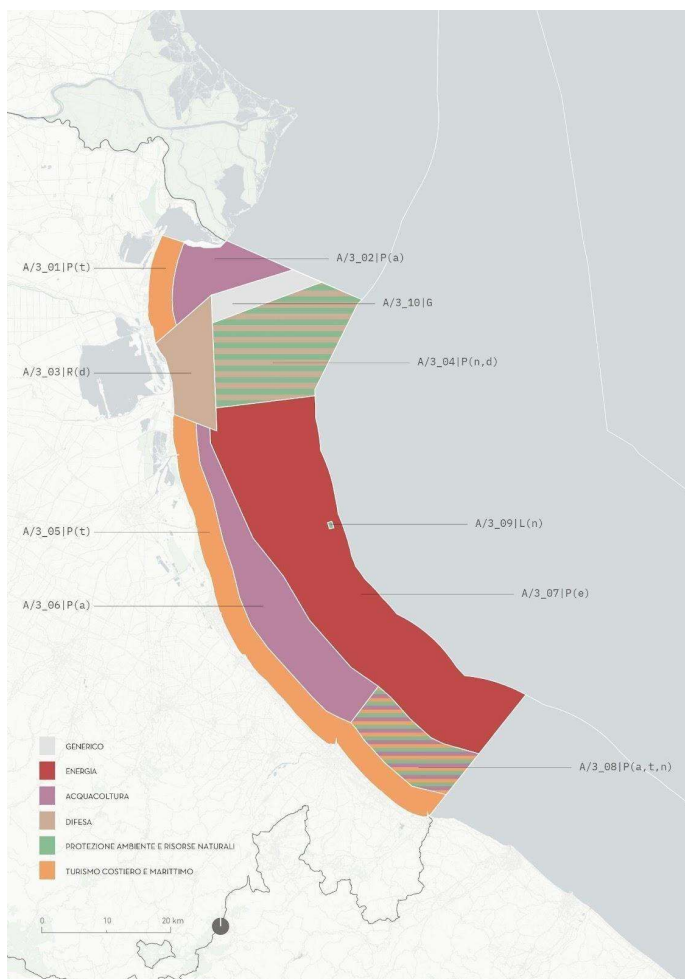 A/3_02|P(a)
A/3_01|P(t)
A/3_10|G
A/3_04|P(n,d)
A/3_03|R(d)
A/3_09|L(n)
A/3_05|P(t)
A/3_07|P(e)
A/3_06|P(a)
GENERICO
A/3_08|P(a,t,n)
ENERGIA
ACQUACOLTURA
DIFESA
PROTEZIONE AMBIENTE E RISORSE NATURALI
TURISMO COSTIERO E MARITTIMO
0 10 20 km